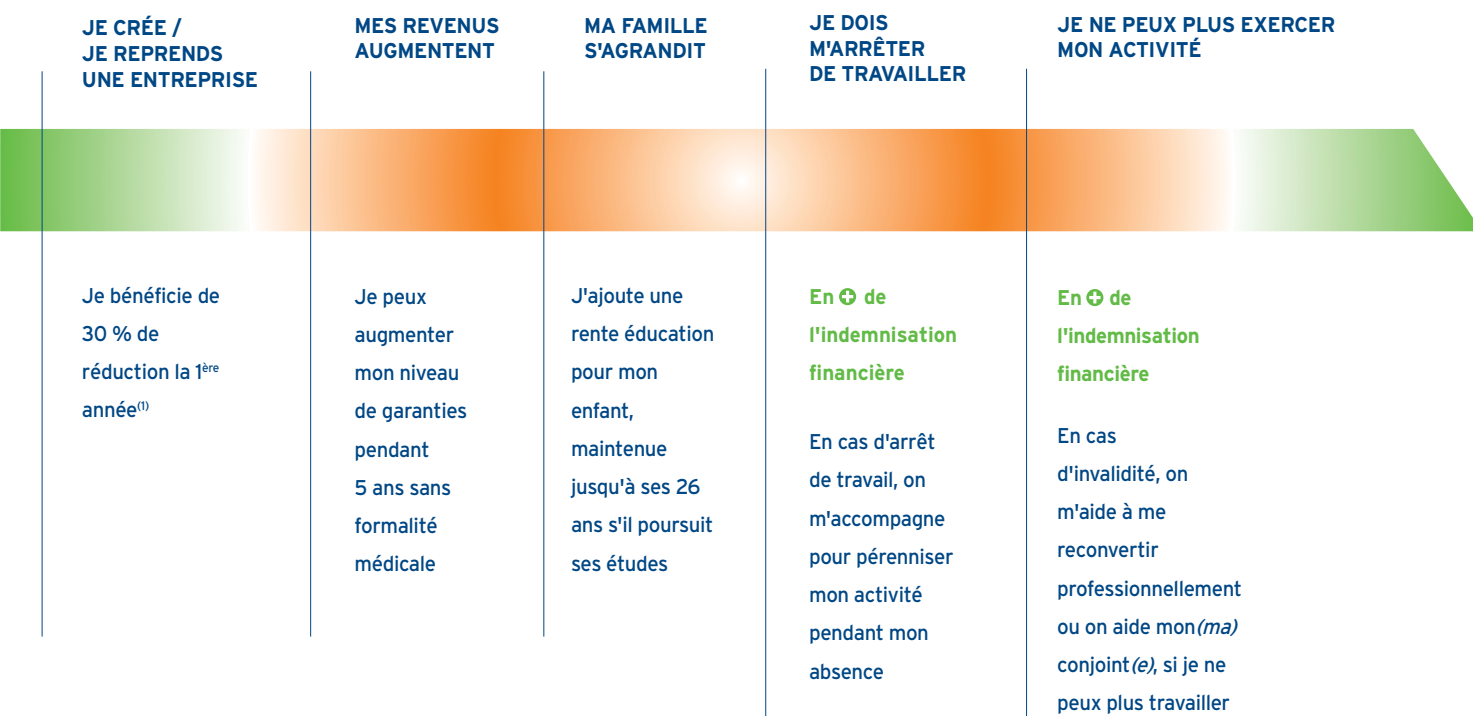 JE CRÉE /
JE REPRENDS
UNE ENTREPRISE
MES REVENUS
AUGMENTENT
MA FAMILLE
S'AGRANDIT
JE DOIS
M'ARRÊTER
DE TRAVAILLER
JE NE PEUX PLUS EXERCER
MON ACTIVITÉ
Je bénéficie de
30 % de
réduction la 1ère
année(1)
Je peux
augmenter
mon niveau
de garanties
pendant
5 ans sans
formalité
médicale
J'ajoute une
rente éducation
pour mon
enfant,
maintenue
jusqu'à ses 26
ans s'il poursuit
ses études
En + de
l'indemnisation
financière
En cas d'arrêt
de travail, on
m'accompagne
pour pérenniser
mon activité
pendant mon
absence
En + de
l'indemnisation
financière
En cas
d'invalidité, on
m'aide à me
reconvertir
professionnellement
ou on aide mon(ma)
conjoint(e), si je ne
peux plus travailler